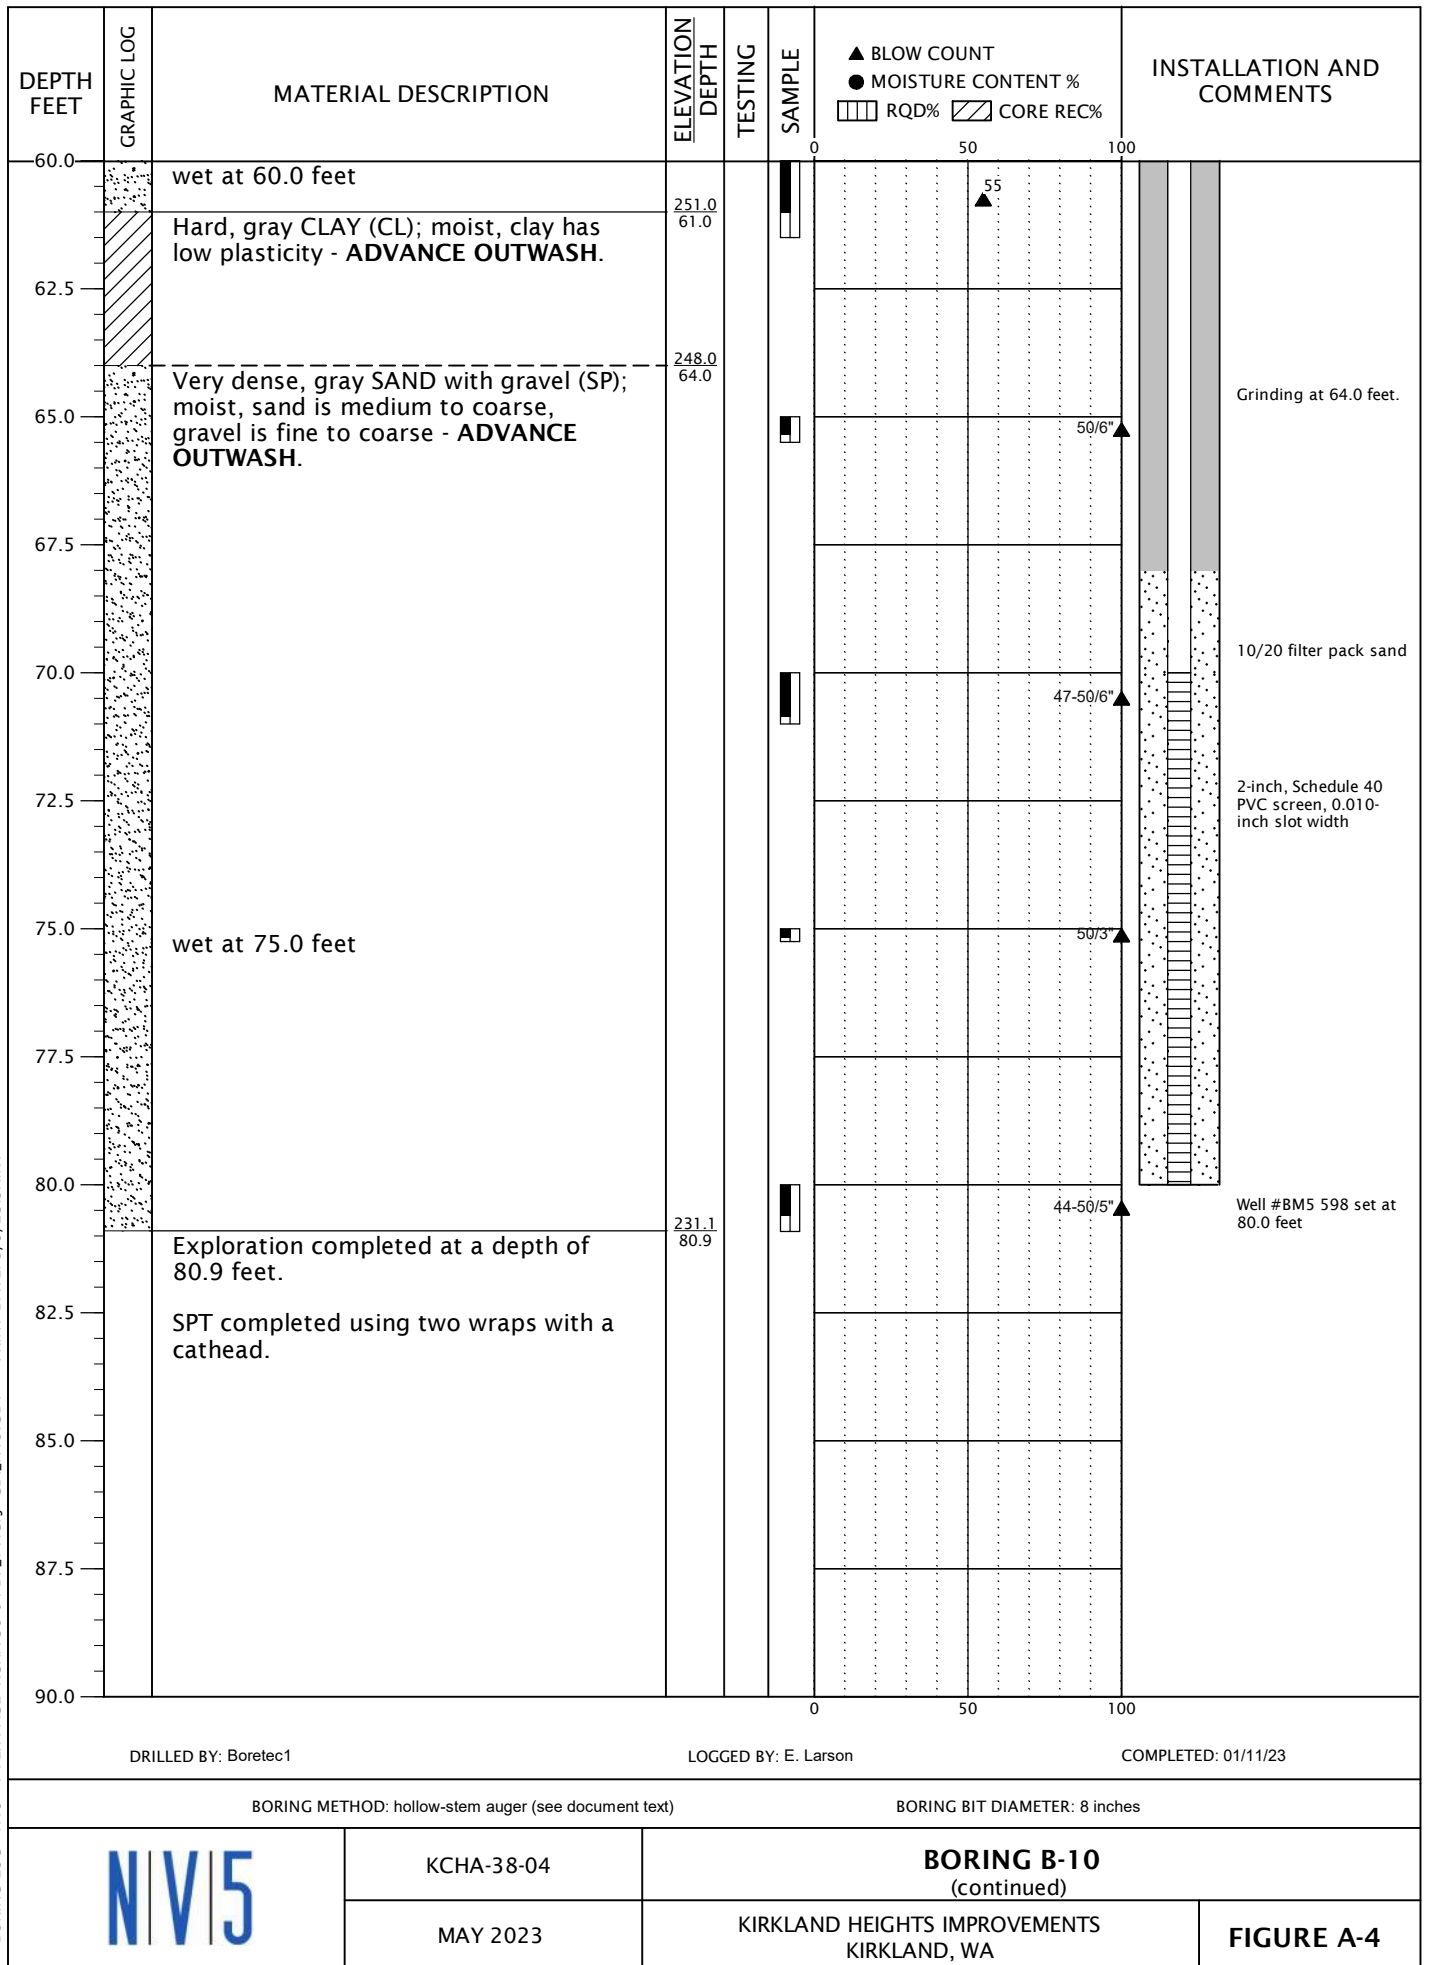 DEPTH
FEET
GRAPHIC LOG
MATERIAL DESCRIPTION
ELEVATION
DEPTH
TESTING
SAMPLE
▲ BLOW COUNT
● MOISTURE CONTENT %
RQD% CORE REC%
INSTALLATION AND
COMMENTS
0 50 100
60.0
wet at 60.0 feet
55
251.0
61.0
Hard, gray CLAY (CL); moist, clay has
low plasticity - ADVANCE OUTWASH.
62.5
248.0
64.0
Very dense, gray SAND with gravel (SP);
moist, sand is medium to coarse,
gravel is fine to coarse - ADVANCE
OUTWASH.
Grinding at 64.0 feet.
65.0
50/6"
67.5
10/20 filter pack sand
70.0
47-50/6"
2-inch, Schedule 40
PVC screen, 0.010-
inch slot width
72.5
75.0
50/3"
wet at 75.0 feet
77.5
80.0
44-50/5"
Well #BM5 598 set at
80.0 feet
231.1
80.9
Exploration completed at a depth of
80.9 feet.
82.5
SPT completed using two wraps with a
cathead.
85.0
87.5
90.0
0 50 100
DRILLED BY: Boretec1
LOGGED BY: E. Larson
COMPLETED: 01/11/23
BORING METHOD: hollow-stem auger (see document text)
BORING BIT DIAMETER: 8 inches
N|V|5
KCHA-38-04
BORING B-10
(continued)
MAY 2023
KIRKLAND HEIGHTS IMPROVEMENTS
KIRKLAND, WA
FIGURE A-4